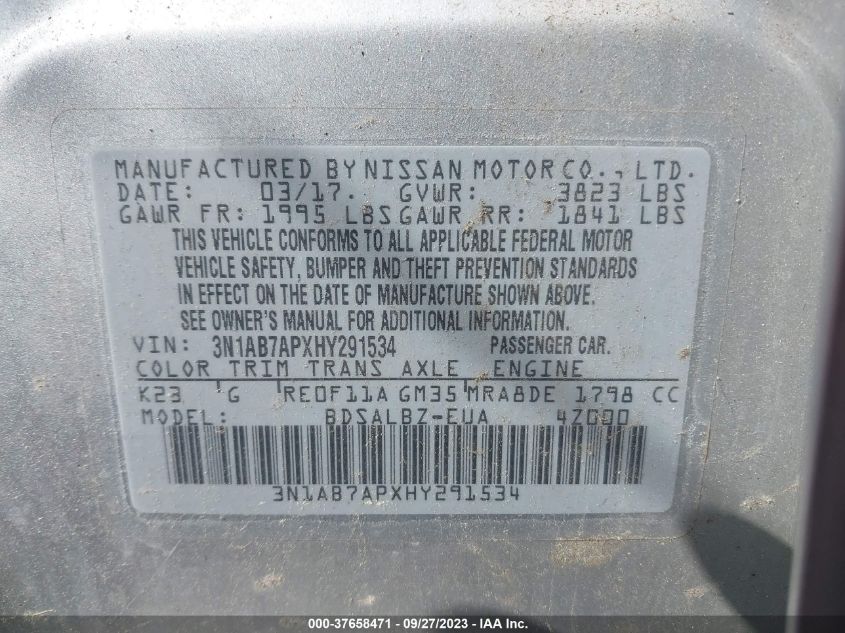 MANUFACTURED BY NISSAN MOTOR CO., LTD.
DATE: 03/17. GVWR: 3823 LBS
GAWR FR: 1995 LBS GAWR RR: 1841 LBS
THIS VEHICLE CONFORMS TO ALL APPLICABLE FEDERAL MOTOR
VEHICLE SAFETY, BUMPER AND THEFT PREVENTION STANDARDS
IN EFFECT ON THE DATE OF MANUFACTURE SHOWN ABOVE.
SEE OWNER'S MANUAL FOR ADDITIONAL INFORMATION
VIN: 3N1AB7APXHY291534 PASSENGER CAR.
COLOR TRIM TRANS AXLE ENGINE
K23 G RE0F11A GM35 MRA8DE 1798 CC
MODEL: BDSALBZ-EUA 4Z000
3N1AB7APXHY291534
000-37658471 - 09/27/2023 - IAAI.com